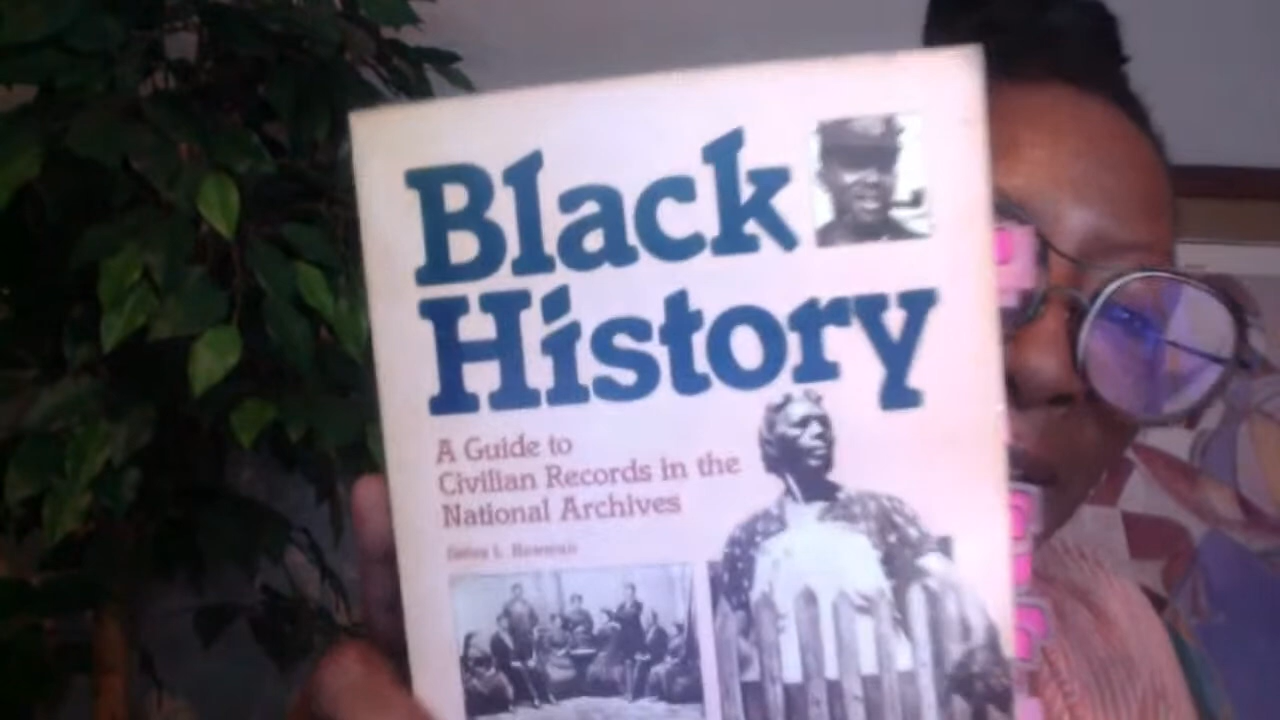 Black
History
A Guide to
Civilian Records in the
National Archives